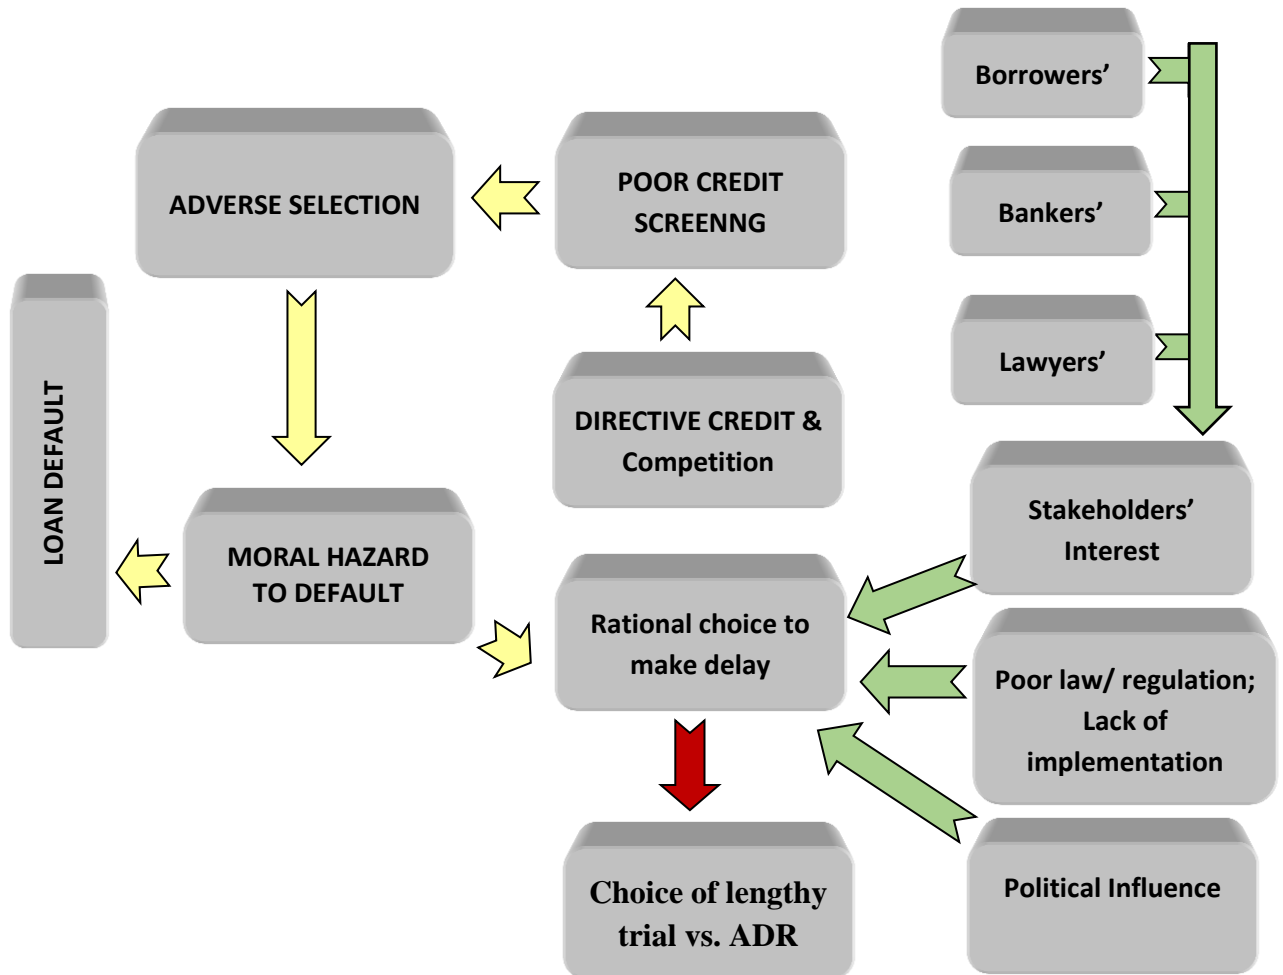 Borrowers’
ADVERSE SELECTION
POOR CREDIT
SCREENNG
Bankers’
Lawyers’
LOAN DEFAULT
DIRECTIVE CREDIT &
Competition
MORAL HAZARD
TO DEFAULT
Stakeholders’
Interest
Rational choice to
make delay
Poor law/ regulation;
Lack of
implementation
Choice of lengthy
trial vs. ADR
Political Influence